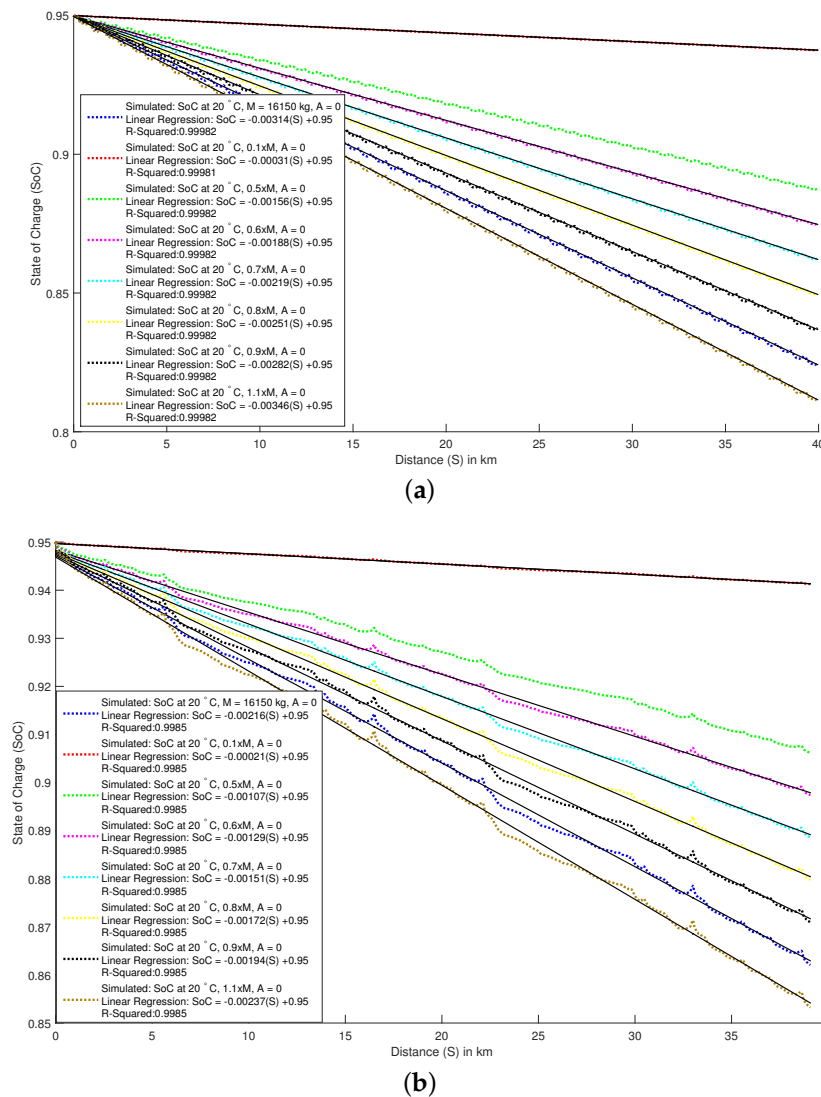 0.95
0.9
0.85
0.8
State of Charge (SoC)
Simulated: SoC at 20 °C, M = 16150 kg, A = 0
Linear Regression: SoC = -0.00314(S) +0.95
R-Squared:0.99982
Simulated: SoC at 20 °C, 0.1xM, A = 0
Linear Regression: SoC = -0.00031(S) +0.95
R-Squared:0.99981
Simulated: SoC at 20 °C, 0.5xM, A = 0
Linear Regression: SoC = -0.00156(S) +0.95
R-Squared:0.99982
Simulated: SoC at 20 °C, 0.6xM, A = 0
Linear Regression: SoC = -0.00188(S) +0.95
R-Squared:0.99982
Simulated: SoC at 20 °C, 0.7xM, A = 0
Linear Regression: SoC = -0.00219(S) +0.95
R-Squared:0.99982
Simulated: SoC at 20 °C, 0.8xM, A = 0
Linear Regression: SoC = -0.00251(S) +0.95
R-Squared:0.99982
Simulated: SoC at 20 °C, 0.9xM, A = 0
Linear Regression: SoC = -0.00282(S) +0.95
R-Squared:0.99982
Simulated: SoC at 20 °C, 1.1xM, A = 0
Linear Regression: SoC = -0.00346(S) +0.95
R-Squared:0.99982
0 5 10 15 20 25 30 35 40
Distance (S) in km
(a)
0.95
0.94
0.93
0.92
0.91
0.9
0.89
0.88
0.87
0.86
0.85
State of Charge (SoC)
Simulated: SoC at 20 °C, M = 16150 kg, A = 0
Linear Regression: SoC = -0.00216(S) +0.95
R-Squared:0.9985
Simulated: SoC at 20 °C, 0.1xM, A = 0
Linear Regression: SoC = -0.00021(S) +0.95
R-Squared:0.9985
Simulated: SoC at 20 °C, 0.5xM, A = 0
Linear Regression: SoC = -0.00107(S) +0.95
R-Squared:0.9985
Simulated: SoC at 20 °C, 0.6xM, A = 0
Linear Regression: SoC = -0.00129(S) +0.95
R-Squared:0.9985
Simulated: SoC at 20 °C, 0.7xM, A = 0
Linear Regression: SoC = -0.00151(S) +0.95
R-Squared:0.9985
Simulated: SoC at 20 °C, 0.8xM, A = 0
Linear Regression: SoC = -0.00172(S) +0.95
R-Squared:0.9985
Simulated: SoC at 20 °C, 0.9xM, A = 0
Linear Regression: SoC = -0.00194(S) +0.95
R-Squared:0.9985
Simulated: SoC at 20 °C, 1.1xM, A = 0
Linear Regression: SoC = -0.00237(S) +0.95
R-Squared:0.9985
0 5 10 15 20 25 30 35
Distance (S) in km
(b)